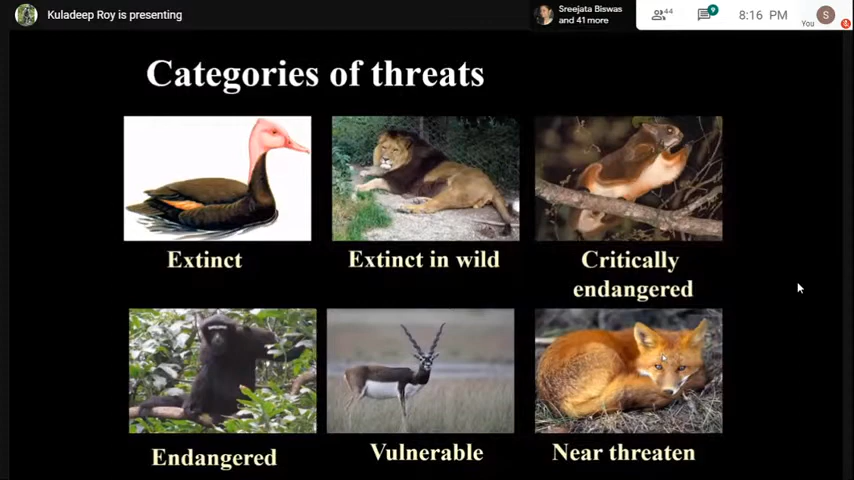 Kuladeep Roy is presenting
Sreejata Biswas
and 41 more
44
9
8:16 PM
You
S
Categories of threats
Extinct
Extinct in wild
Critically
endangered
Endangered
Vulnerable
Near threaten